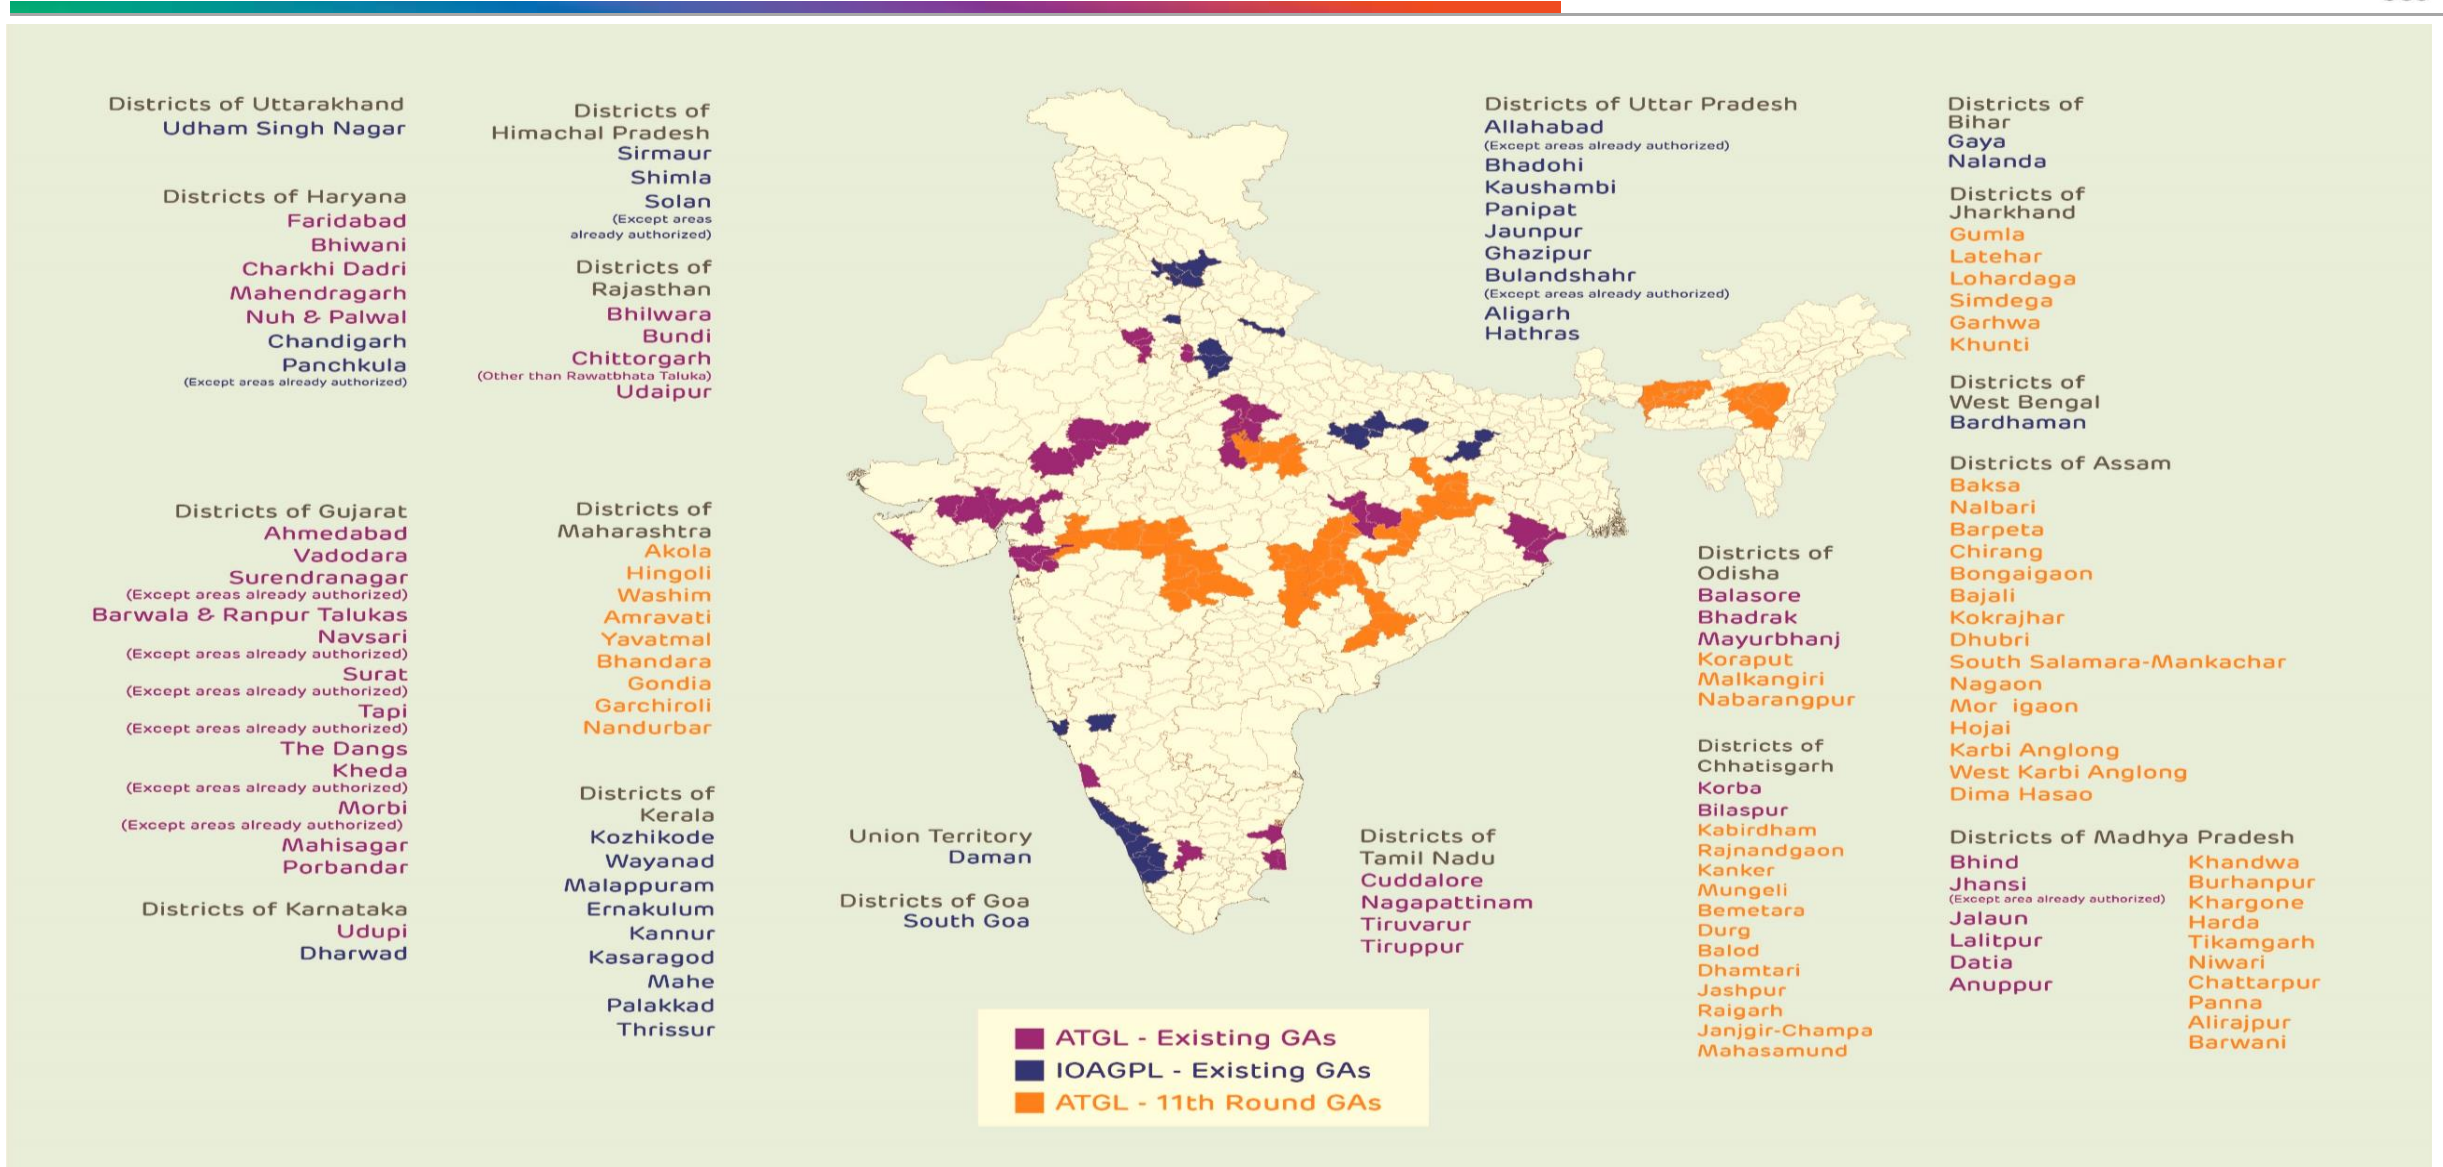 Districts of Uttarakhand
Udham Singh Nagar
Districts of Haryana
Faridabad
Bhiwani
Charkhi Dadri
Mahendragarh
Nuh & Palwal
Chandigarh
Panchkula
(Except areas already authorized)
Districts of
Himachal Pradesh
Sirmaur
Shimla
Solan
(Except areas
already authorized)
Districts of
Rajasthan
Bhilwara
Bundi
Chittorgarh
(Other than Rawatbhata Taluka)
Udaipur
Districts of Gujarat
Ahmedabad
Vadodara
Surendranagar
(Except areas already authorized)
Barwala & Ranpur Talukas
Navsari
(Except areas already authorized)
Surat
(Except areas already authorized)
Tapi
(Except areas already authorized)
The Dangs
Kheda
(Except areas already authorized)
Morbi
(Except areas already authorized)
Mahisagar
Porbandar
Districts of Karnataka
Udupi
Dharwad
Districts of
Maharashtra
Akola
Hingoli
Washim
Amravati
Yavatmal
Bhandara
Gondia
Garchiroli
Nandurbar
Districts of
Kerala
Kozhikode
Wayanad
Malappuram
Ernakulum
Kannur
Kasaragod
Mahe
Palakkad
Thrissur
Union Territory
Daman
Districts of Goa
South Goa
ATGL - Existing GAs
IOAGPL - Existing GAs
ATGL - 11th Round GAs
Districts of
Tamil Nadu
Cuddalore
Nagapattinam
Tiruvarur
Tiruppur
Districts of Uttar Pradesh
Allahabad
(Except areas already authorized)
Bhadohi
Kaushambi
Panipat
Jaunpur
Ghazipur
Bulandshahr
(Except areas already authorized)
Aligarh
Hathras
Districts of
Odisha
Balasore
Bhadrak
Mayurbhanj
Koraput
Malkangiri
Nabarangpur
Districts of
Chhatisgarh
Korba
Bilaspur
Kabirdham
Rajnandgaon
Kanker
Mungeli
Bemetara
Durg
Balod
Dhamtari
Jashpur
Raigarh
Janjgir-Champa
Mahasamund
Districts of
Bihar
Gaya
Nalanda
Districts of
Jharkhand
Gumla
Latehar
Lohardaga
Simdega
Garhwa
Khunti
Districts of
West Bengal
Bardhaman
Districts of Assam
Baksa
Nalbari
Barpeta
Chirang
Bongaigaon
Bajali
Kokrajhar
Dhubri
South Salamara-Mankachar
Nagaon
Mor igaon
Hojai
Karbi Anglong
West Karbi Anglong
Dima Hasao
Districts of Madhya Pradesh
Bhind
Jhansi
(Except area already authorized)
Jalaun
Lalitpur
Datia
Anuppur
Khandwa
Burhanpur
Khargone
Harda
Tikamgarh
Niwari
Chattarpur
Panna
Alirajpur
Barwani